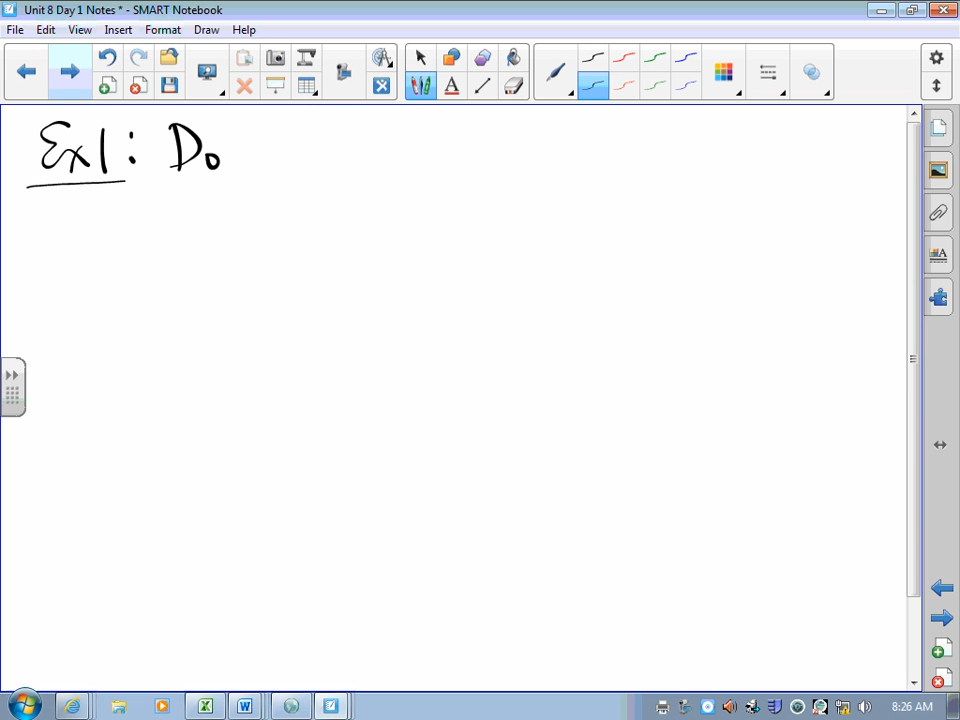 Unit 8 Day 1 Notes * - SMART Notebook
File Edit View Insert Format Draw Help
Ex1: Do
8:26 AM